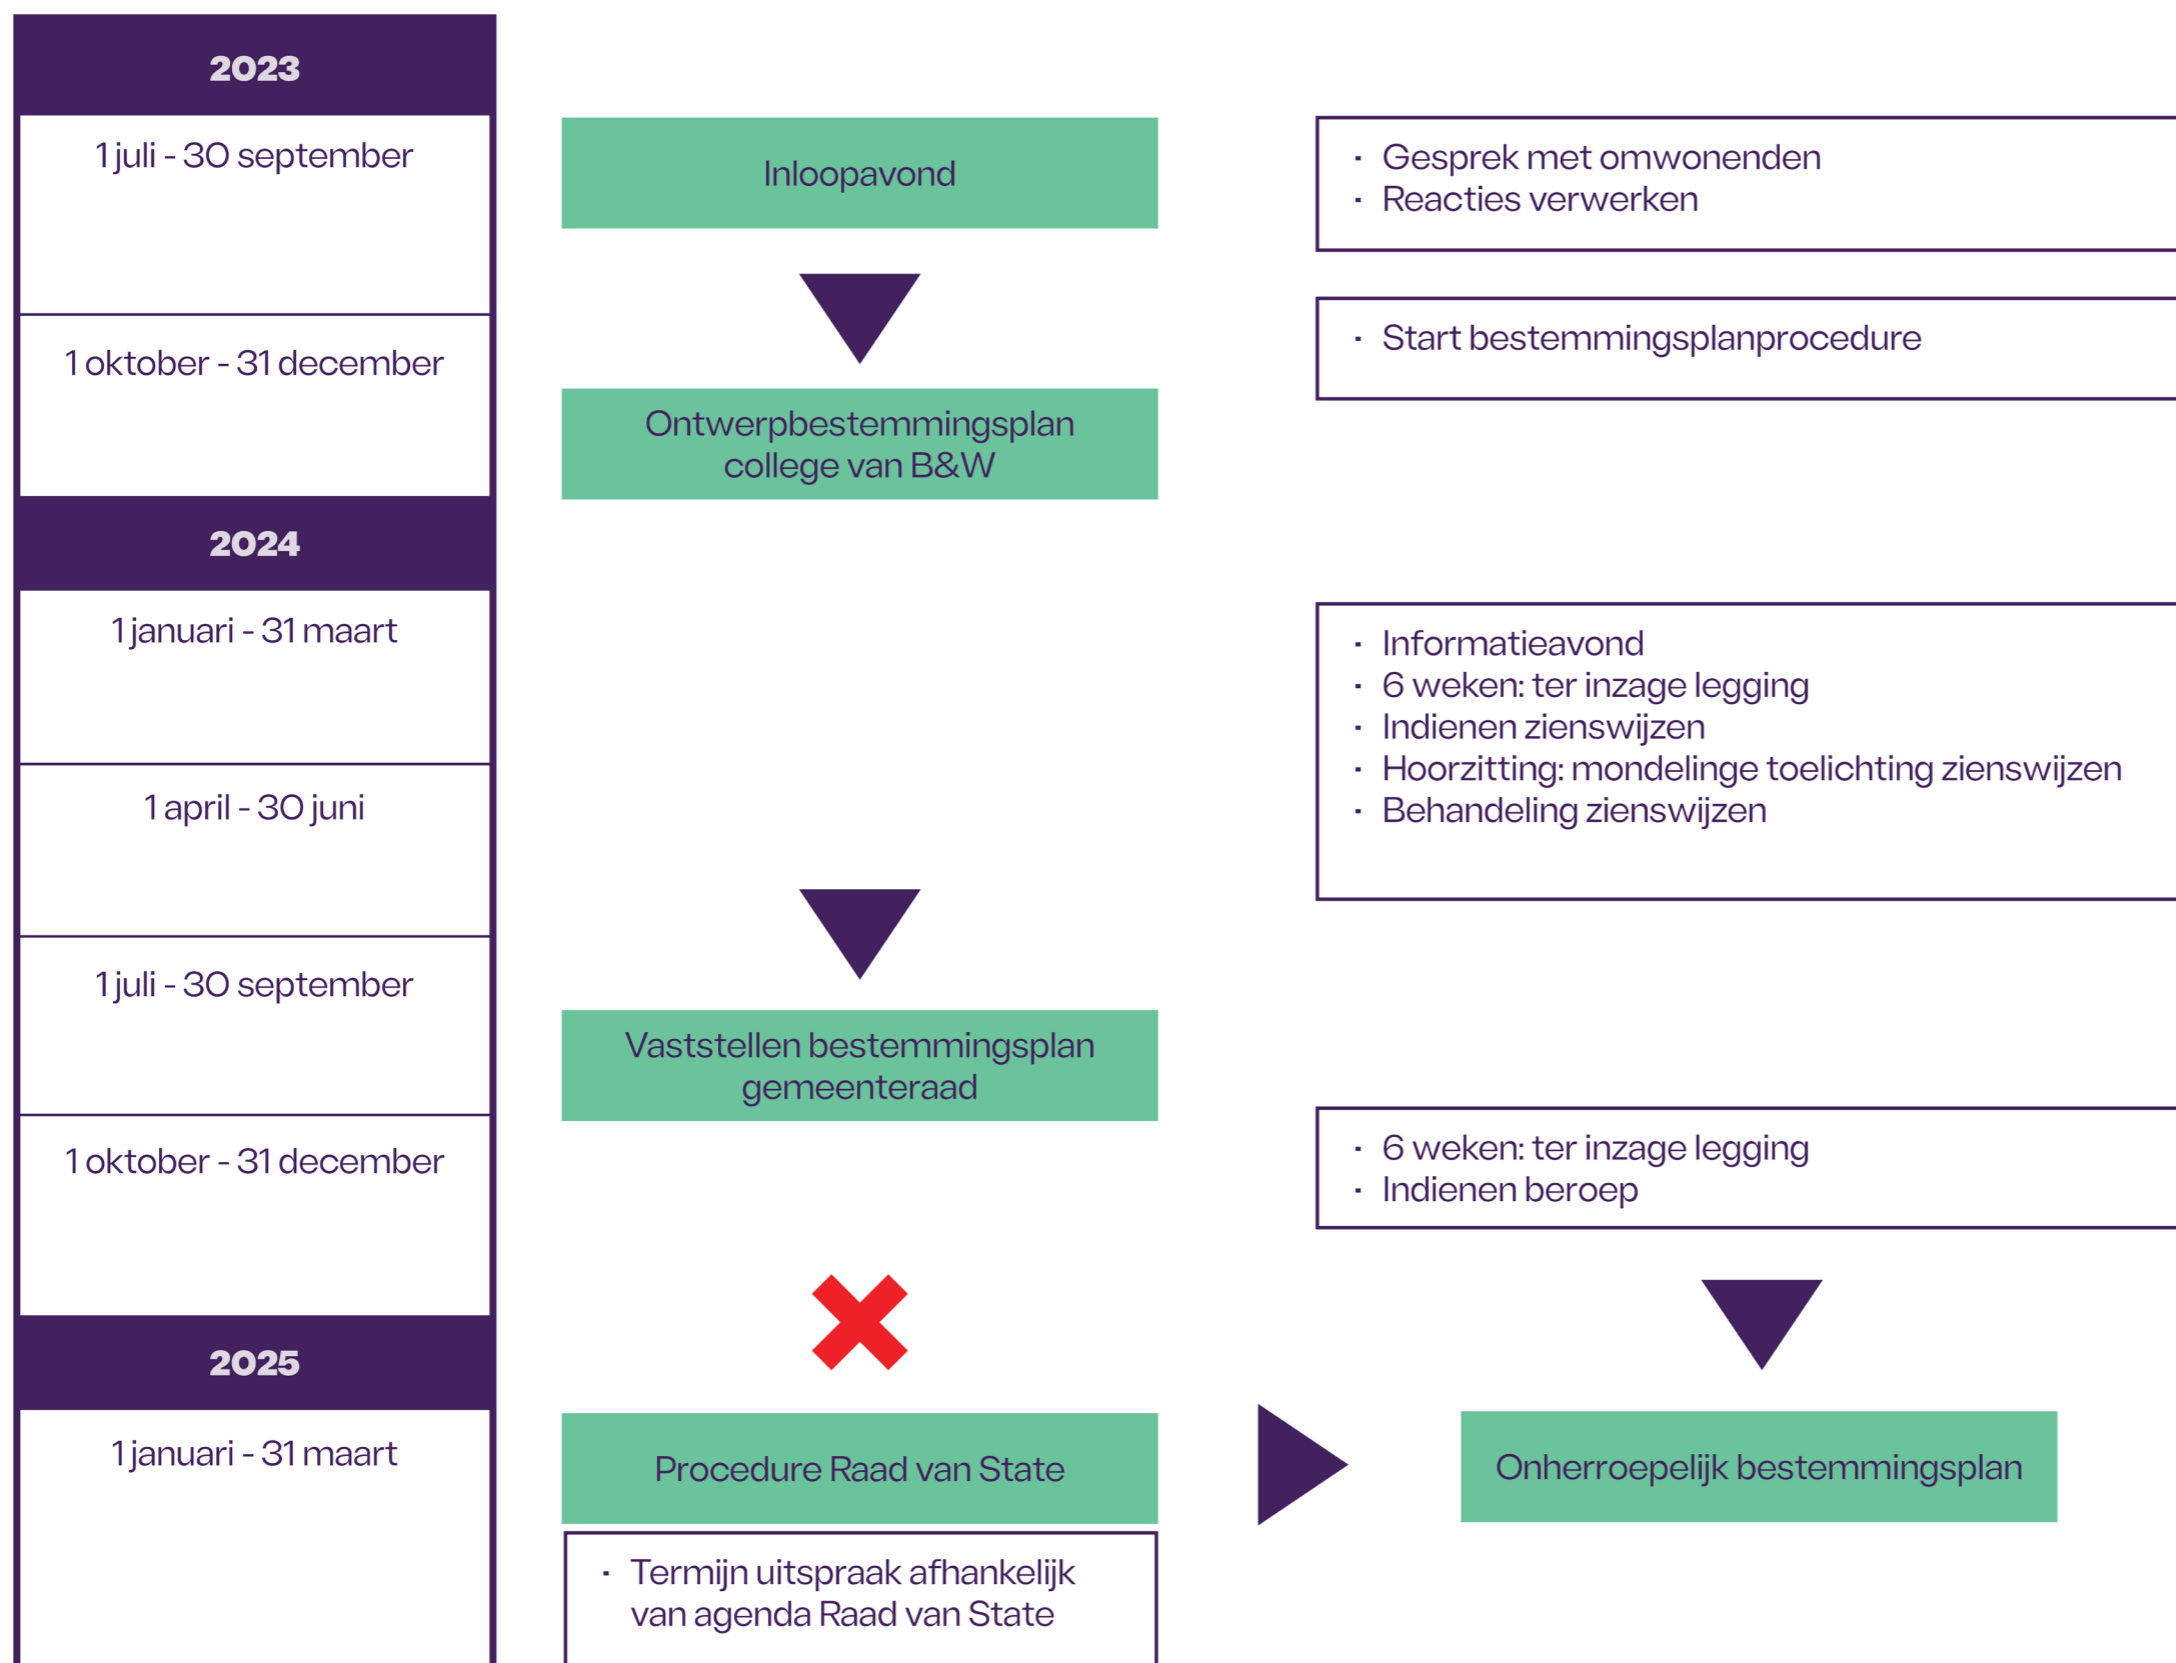 2023
1 juli - 30 september
Inloopavond
· Gesprek met omwonenden
· Reacties verwerken
· Start bestemmingsplanprocedure
1 oktober - 31 december
Ontwerpbestemmingsplan
college van B&W
2024
1 januari - 31 maart
· Informatieavond
· 6 weken: ter inzage legging
· Indienen zienswijzen
· Hoorzitting: mondelinge toelichting zienswijzen
· Behandeling zienswijzen
1 april - 30 juni
1 juli - 30 september
Vaststellen bestemmingsplan
gemeenteraad
1 oktober - 31 december
· 6 weken: ter inzage legging
· Indienen beroep
2025
1 januari - 31 maart
Procedure Raad van State
Onherroepelijk bestemmingsplan
· Termijn uitspraak afhankelijk
van agenda Raad van State